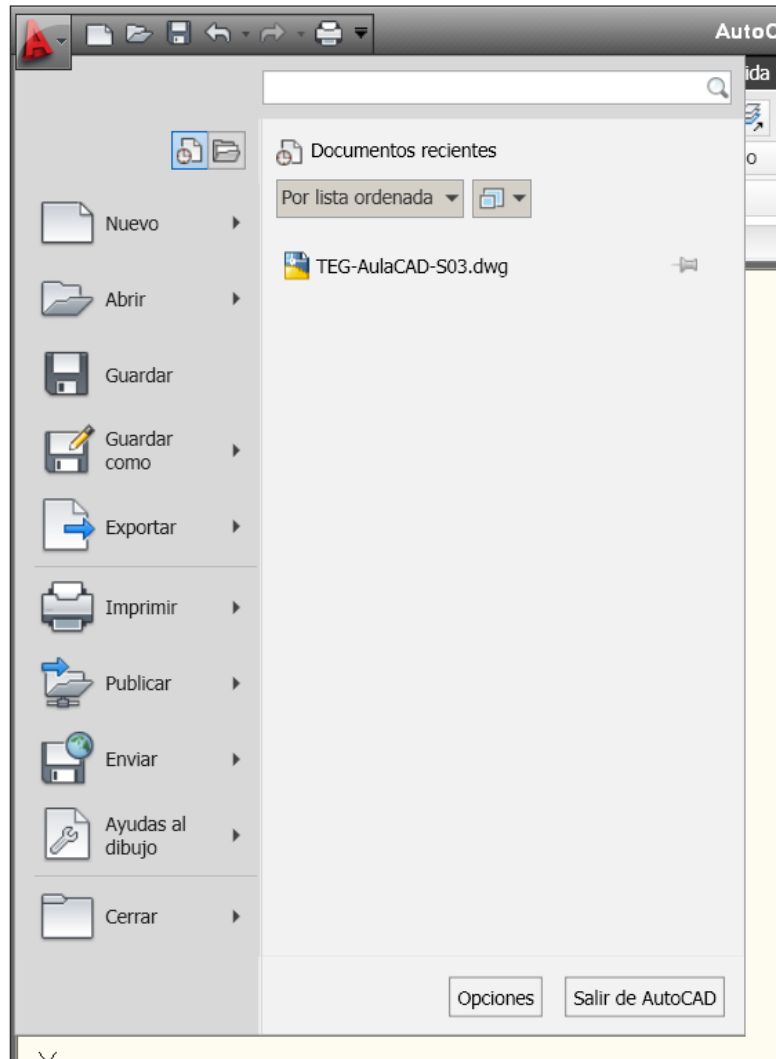 AutoC
ida
o
Documentos recientes
Por lista ordenada
TEG-AulaCAD-S03.dwg
Nuevo
Abrir
Guardar
Guardar
como
Exportar
Imprimir
Publicar
Enviar
Ayudas al
dibujo
Cerrar
Opciones
Salir de AutoCAD
Y